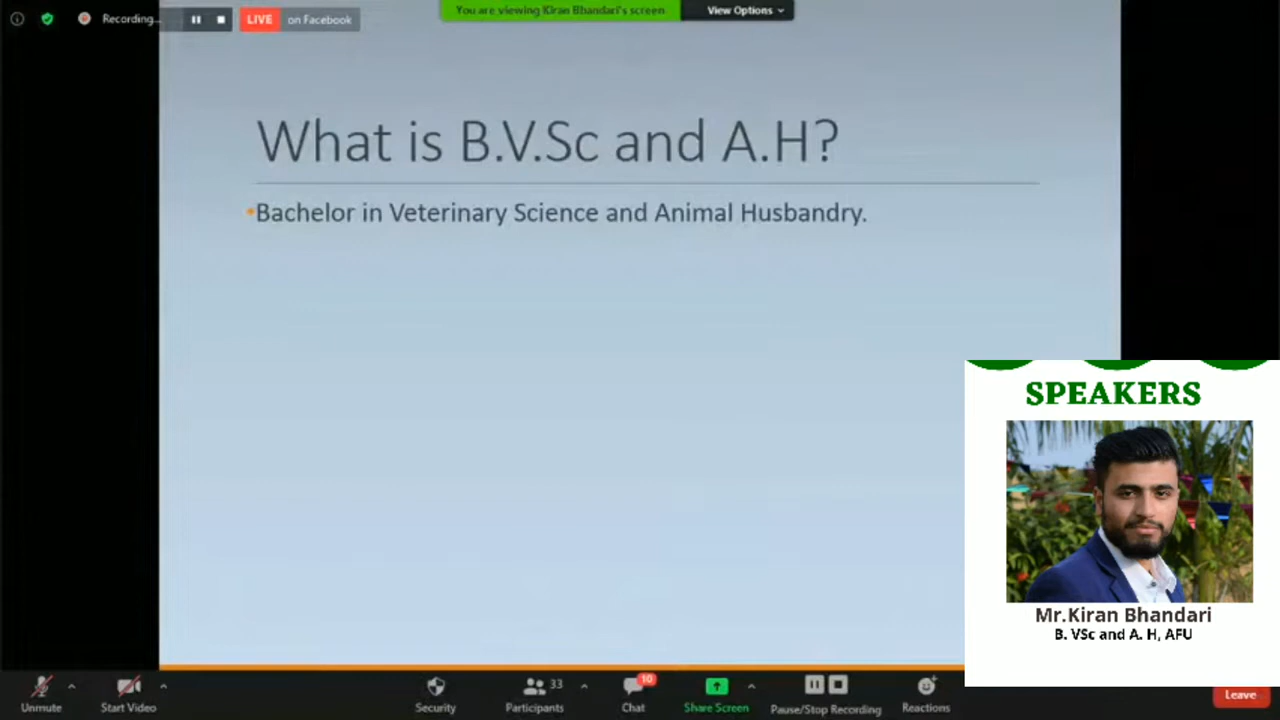 Recording...
LIVE on Facebook
You are viewing Kiran Bhandari's screen
View Options
What is B.V.Sc and A.H?
•Bachelor in Veterinary Science and Animal Husbandry.
SPEAKERS
Mr.Kiran Bhandari
B. VSc and A. H, AFU
Unmute
Start Video
Security
33
Participants
10
Chat
Share Screen
Pause/Stop Recording
Reactions
Leave